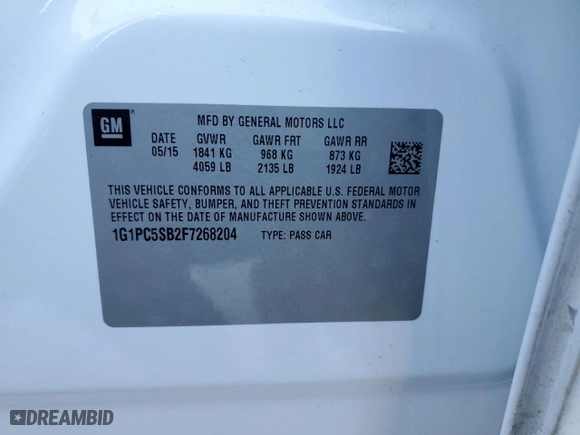 GM
MFD BY GENERAL MOTORS LLC
DATE GVWR GAWR FRT GAWR RR
05/15 1841 KG 968 KG 873 KG
4059 LB 2135 LB 1924 LB
THIS VEHICLE CONFORMS TO ALL APPLICABLE U.S. FEDERAL MOTOR
VEHICLE SAFETY, BUMPER, AND THEFT PREVENTION STANDARDS IN
EFFECT ON THE DATE OF MANUFACTURE SHOWN ABOVE.
1G1PC5SB2F7268204 TYPE: PASS CAR
DREAMBID